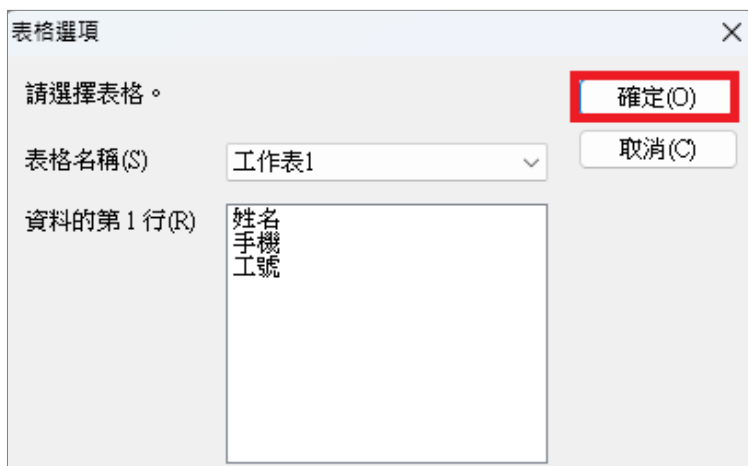 表格選項
請選擇表格。
確定(O)
取消(C)
表格名稱(S)
工作表1
資料的第 1 行(R)
姓名
手機
工號